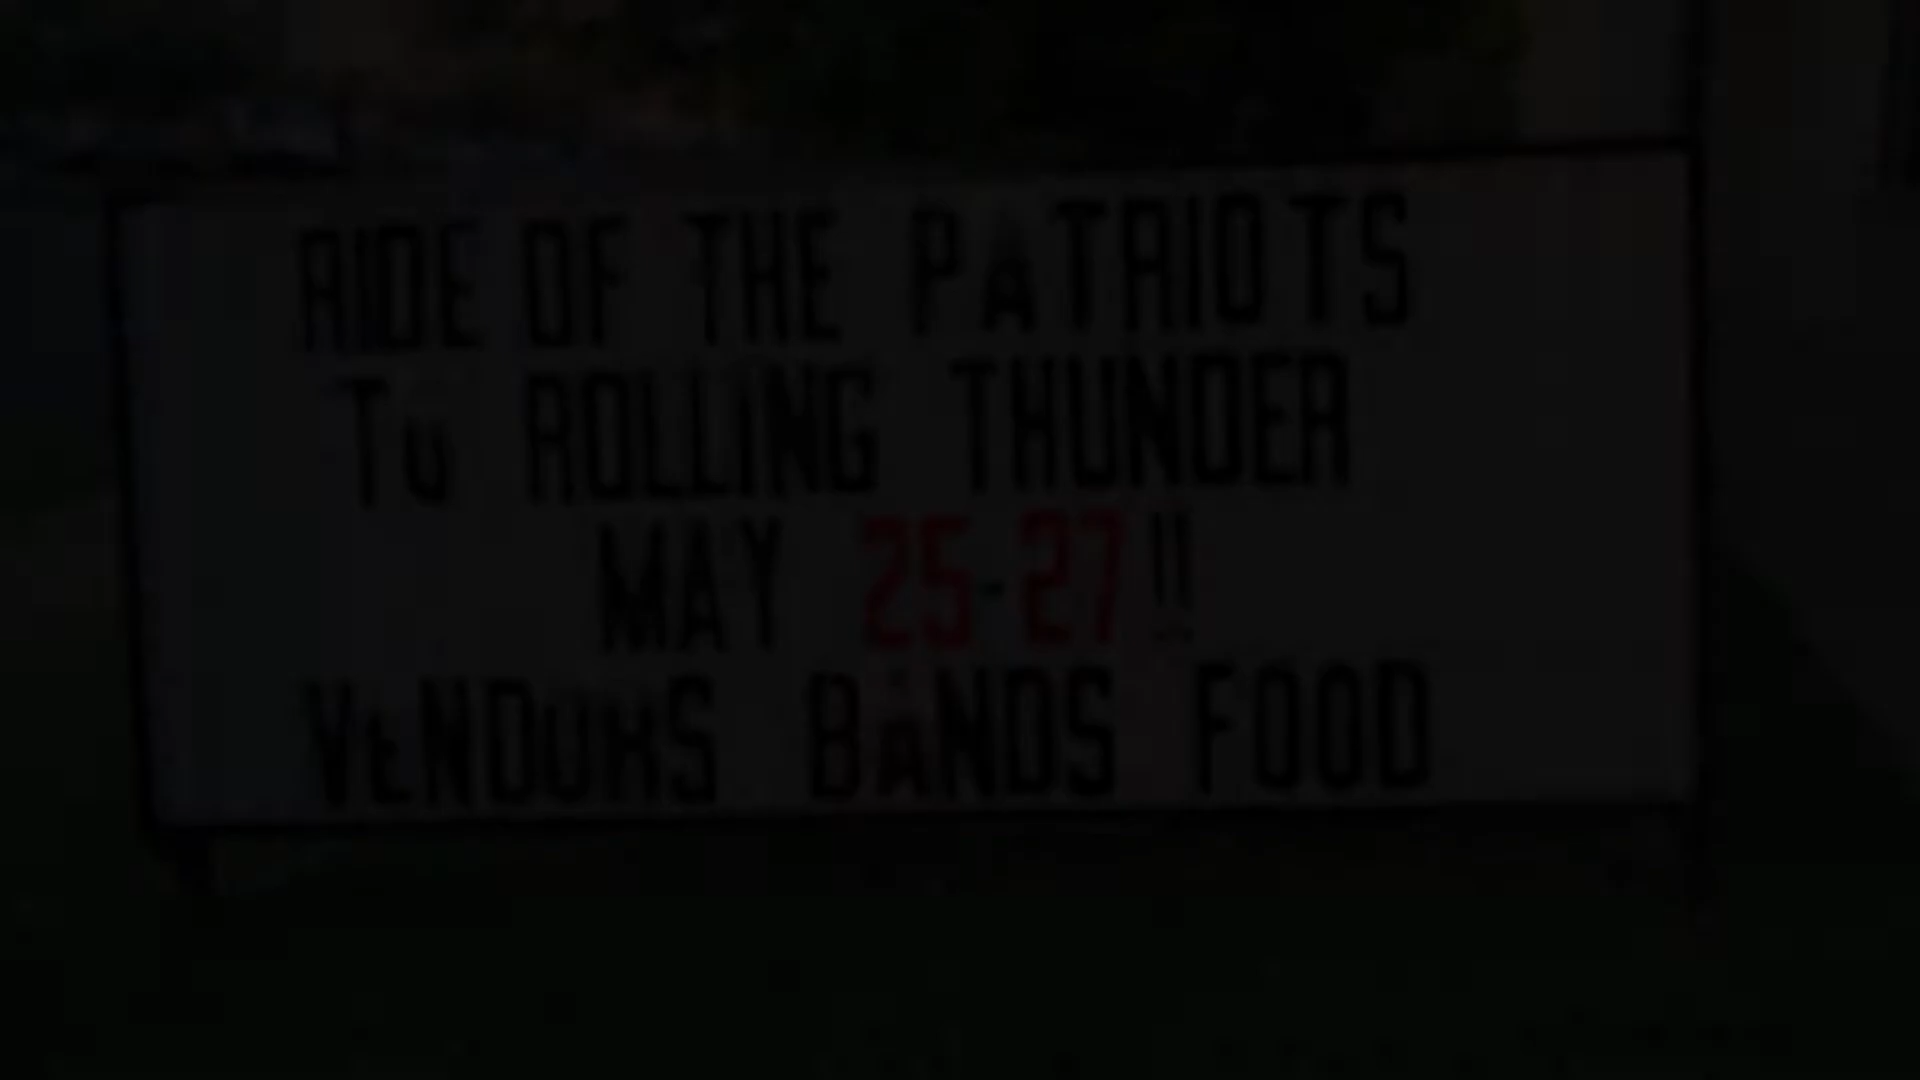 RIDE OF THE PATRIOTS
TO ROLLING THUNDER
MAY 25-27!!
VENDORS BANDS FOOD